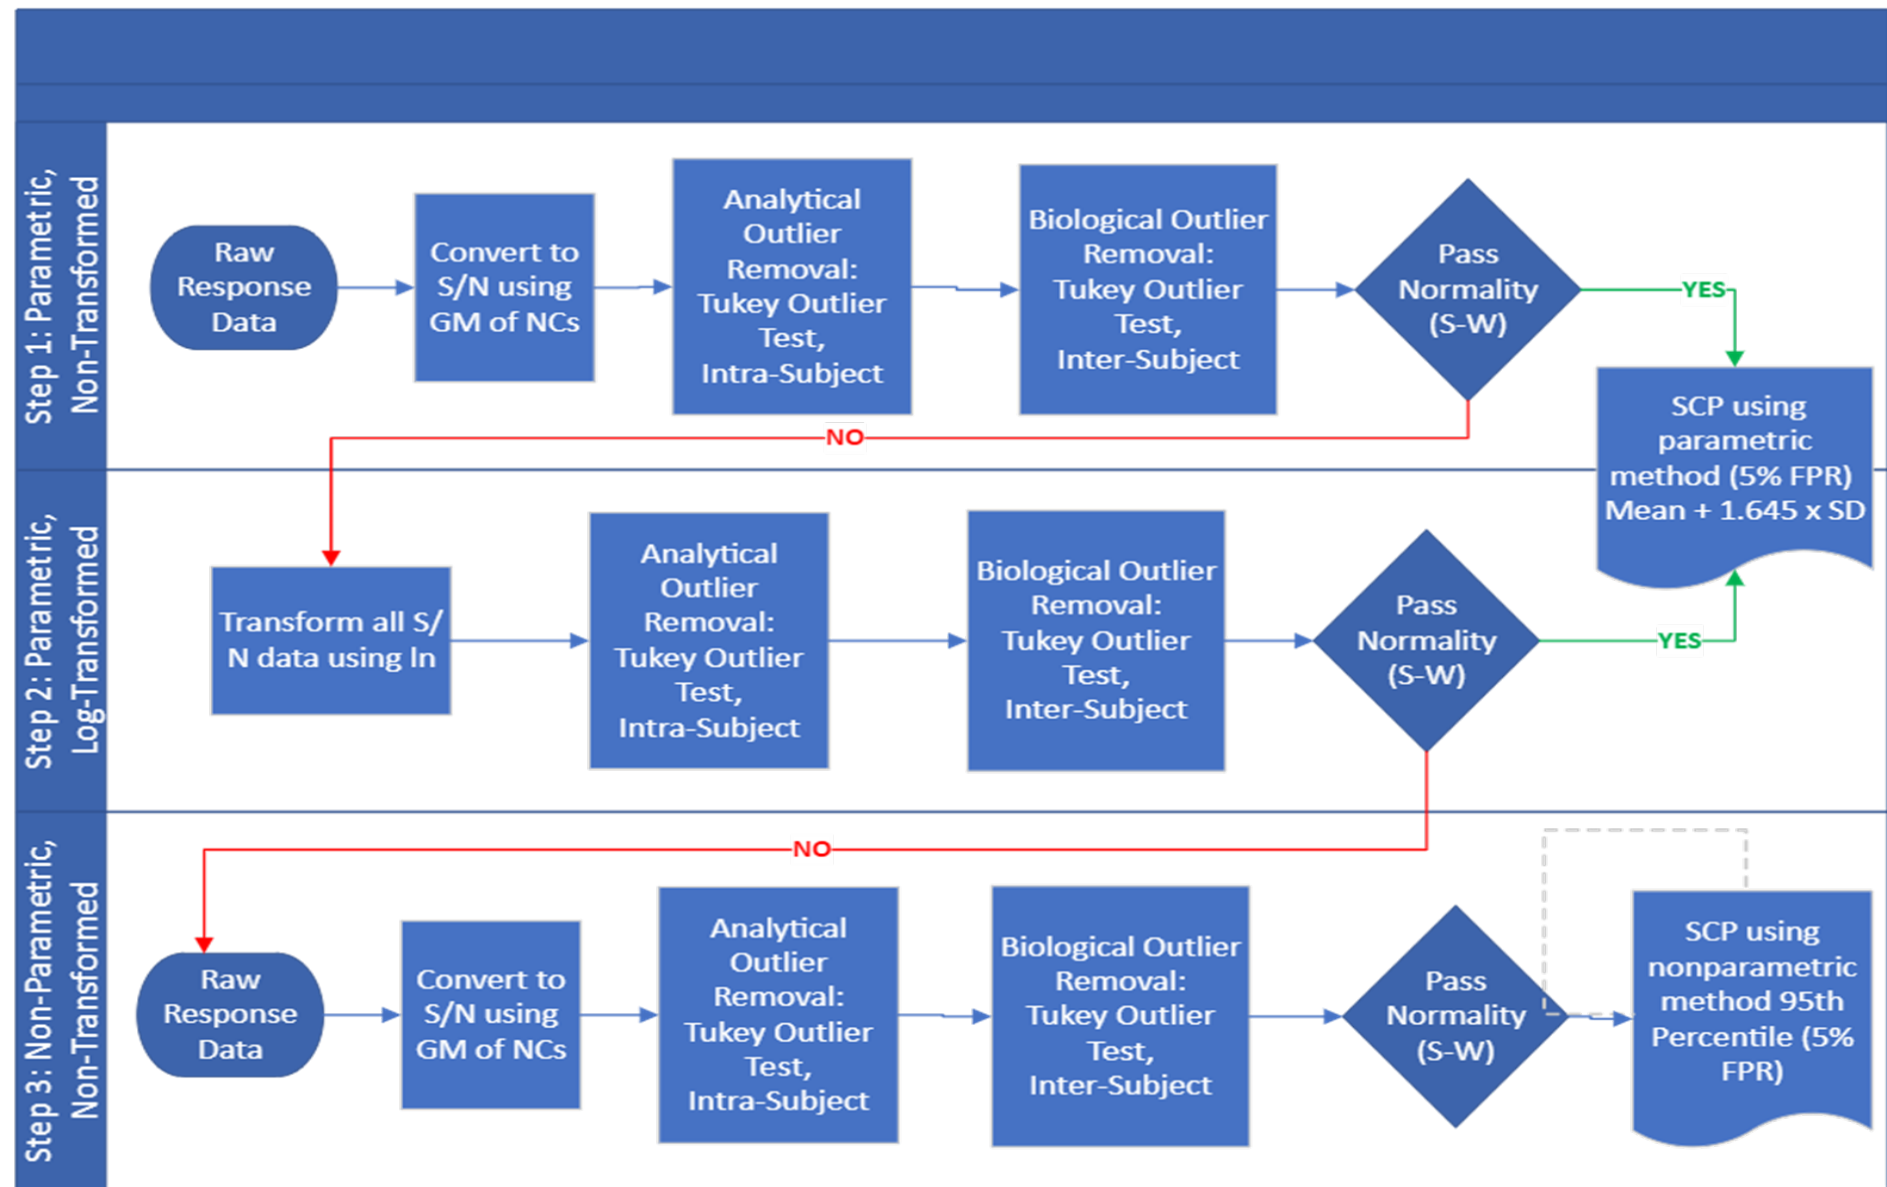 Step 1: Parametric,
Non-Transformed
Raw
Response
Data
Convert to
S/N using
GM of NCs
Analytical
Outlier
Removal:
Tukey Outlier
Test,
Intra-Subject
Biological Outlier
Removal:
Tukey Outlier
Test,
Inter-Subject
Pass
Normality
(S-W)
YES
NO
SCP using
parametric
method (5% FPR)
Mean + 1.645 x SD
Step 2: Parametric,
Log-Transformed
Transform all S/
N data using ln
Analytical
Outlier
Removal:
Tukey Outlier
Test,
Intra-Subject
Biological Outlier
Removal:
Tukey Outlier
Test,
Inter-Subject
Pass
Normality
(S-W)
YES
NO
Step 3: Non-Parametric,
Non-Transformed
Raw
Response
Data
Convert to
S/N using
GM of NCs
Analytical
Outlier
Removal:
Tukey Outlier
Test,
Intra-Subject
Biological Outlier
Removal:
Tukey Outlier
Test,
Inter-Subject
Pass
Normality
(S-W)
SCP using
nonparametric
method 95th
Percentile (5%
FPR)